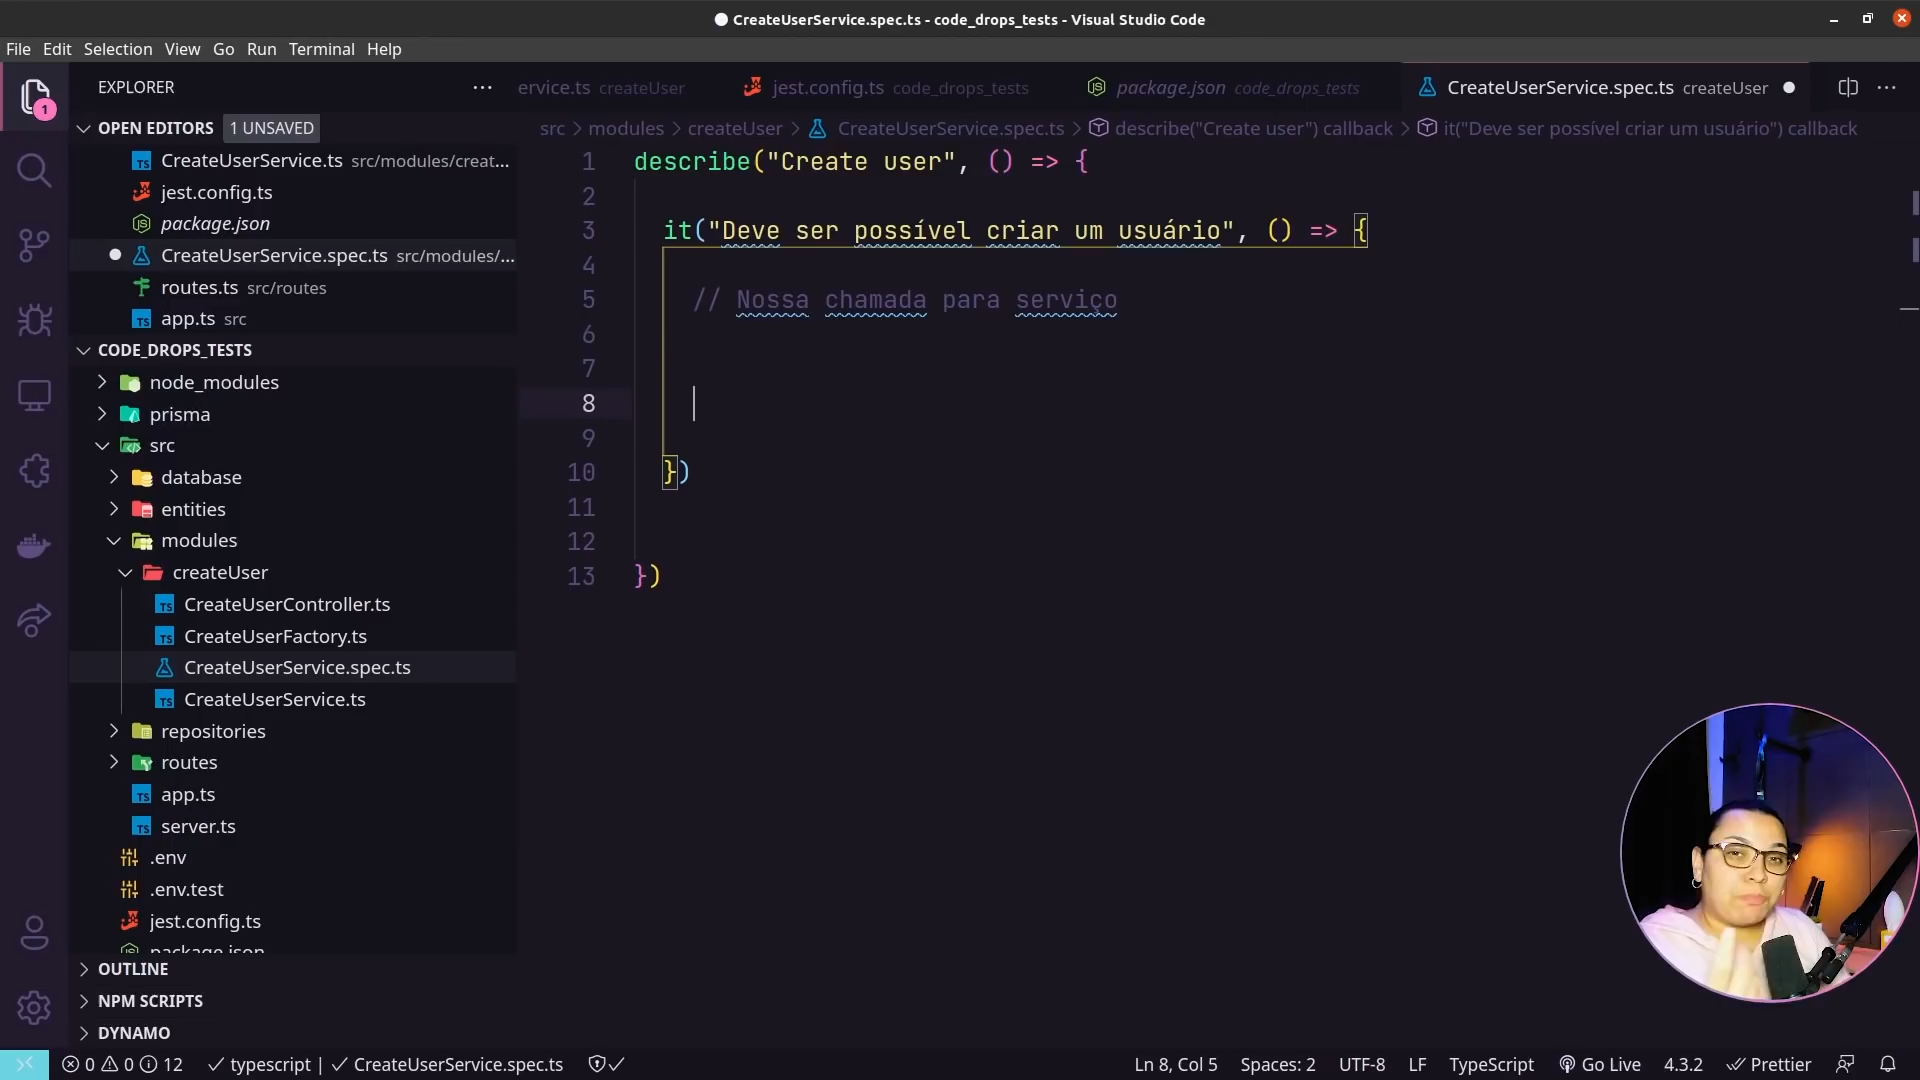 CreateUserService.spec.ts - code_drops_tests - Visual Studio Code
File Edit Selection View Go Run Terminal Help
EXPLORER
ervice.ts createUser
jest.config.ts code_drops_tests
package.json code_drops_tests
CreateUserService.spec.ts createUser
1
OPEN EDITORS 1 UNSAVED
src > modules > createUser > CreateUserService.spec.ts > describe("Create user") callback > it("Deve ser possível criar um usuário") callback
CreateUserService.ts src/modules/creat...
jest.config.ts
package.json
CreateUserService.spec.ts src/modules/...
routes.ts src/routes
app.ts src
CODE_DROPS_TESTS
node_modules
prisma
src
database
entities
modules
createUser
CreateUserController.ts
CreateUserFactory.ts
CreateUserService.spec.ts
CreateUserService.ts
repositories
routes
app.ts
server.ts
.env
.env.test
jest.config.ts
package.json
OUTLINE
NPM SCRIPTS
DYNAMO
1 describe("Create user", () => {
2
3 it("Deve ser possível criar um usuário", () => {
4
5 // Nossa chamada para serviço
6
7
8
9
10 })
11
12
13 })
0 0 12 typescript | CreateUserService.spec.ts
Ln 8, Col 5 Spaces: 2 UTF-8 LF TypeScript Go Live 4.3.2 Prettier